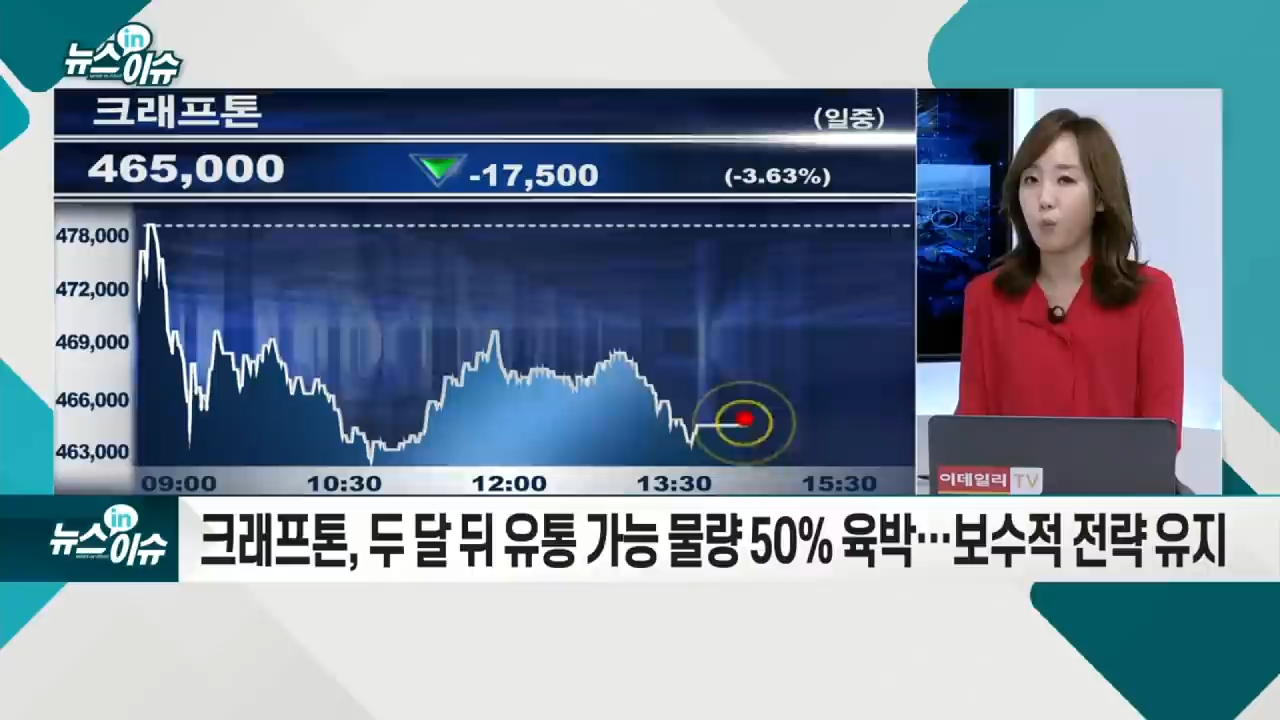 뉴스in이슈
크래프톤 (일중)
465,000 -17,500 (-3.63%)
478,000
472,000
469,000
466,000
463,000
09:00 10:30 12:00 13:30 15:30
이데일리TV
뉴스in이슈
크래프톤, 두 달 뒤 유통 가능 물량 50% 육박…보수적 전략 유지